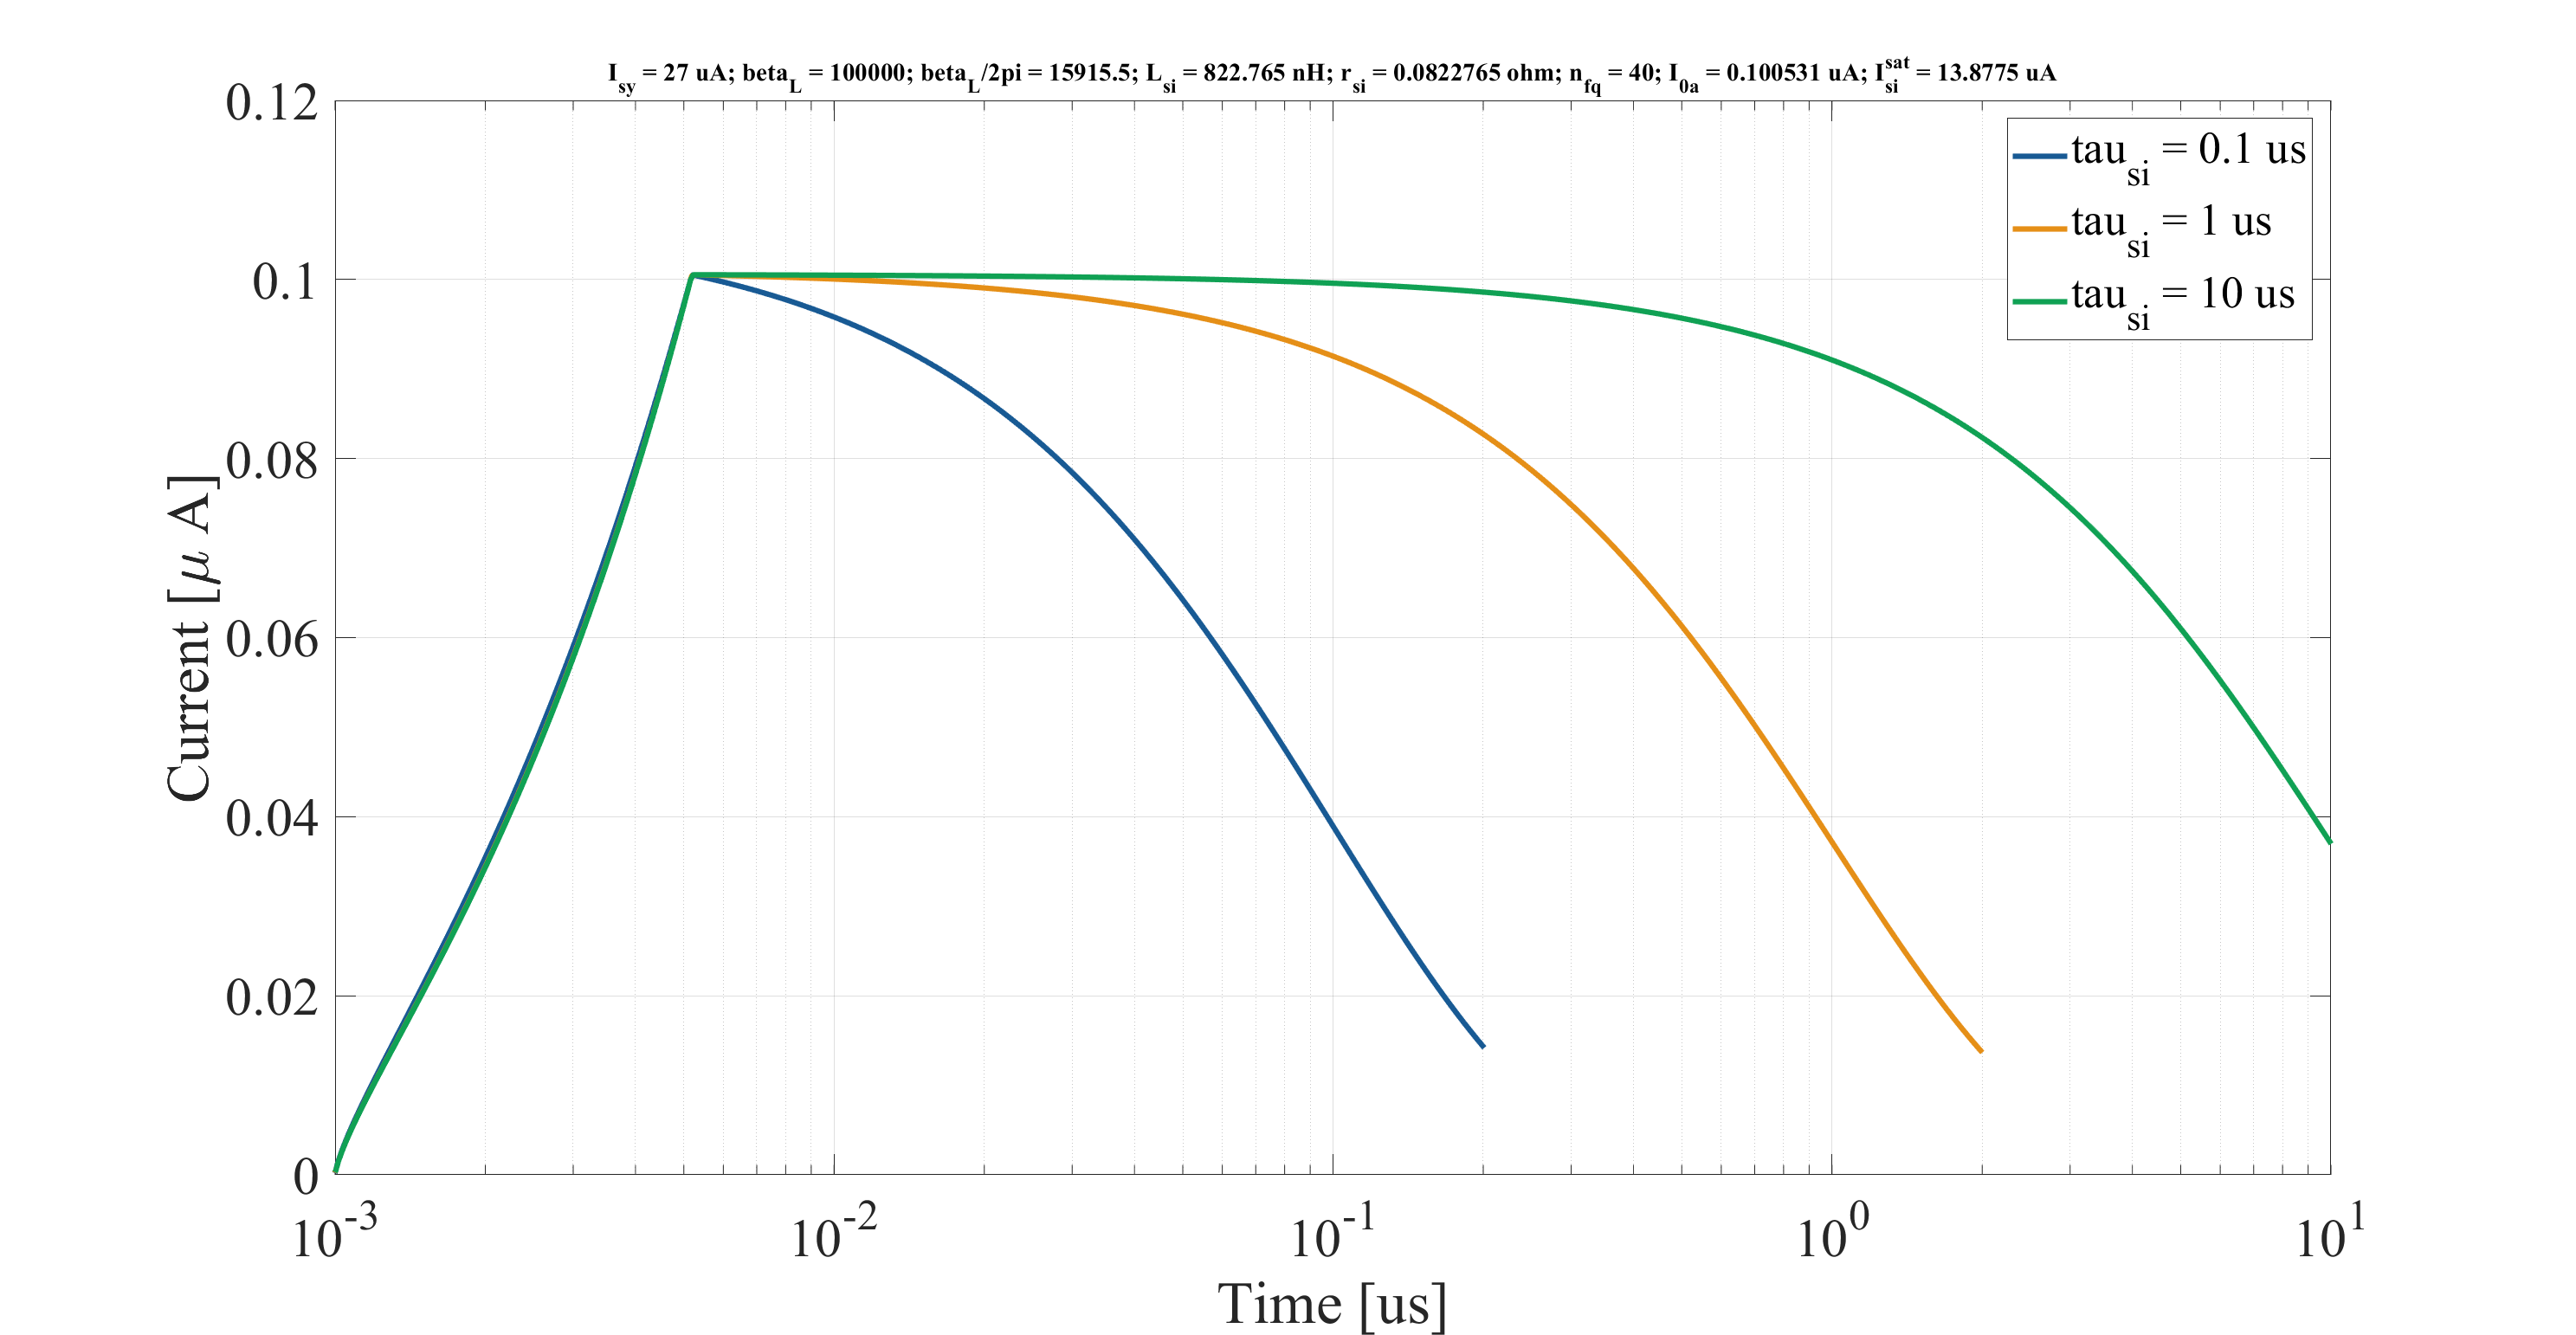 I_sy = 27 uA; beta_L = 100000; beta_L/2pi = 15915.5; L_si = 822.765 nH; r_si = 0.0822765 ohm; n_fq = 40; I_0a = 0.100531 uA; I_si^sat = 13.8775 uA
tau_si = 0.1 us
tau_si = 1 us
tau_si = 10 us
0.12
0.1
0.08
0.06
0.04
0.02
0
Current [μ A]
10^-3 10^-2 10^-1 10^0 10^1
Time [us]